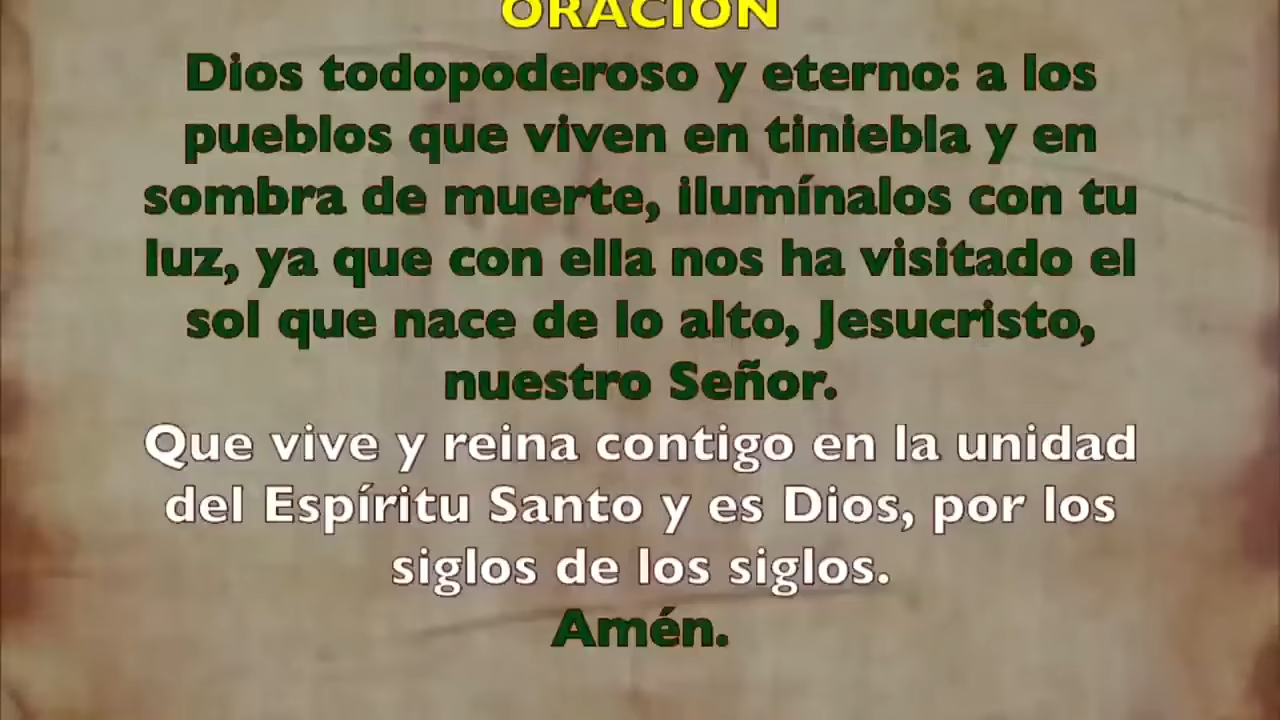 ORACIÓN
Dios todopoderoso y eterno: a los
pueblos que viven en tiniebla y en
sombra de muerte, ilumínalos con tu
luz, ya que con ella nos ha visitado el
sol que nace de lo alto, Jesucristo,
nuestro Señor.
Que vive y reina contigo en la unidad
del Espíritu Santo y es Dios, por los
siglos de los siglos.
Amén.